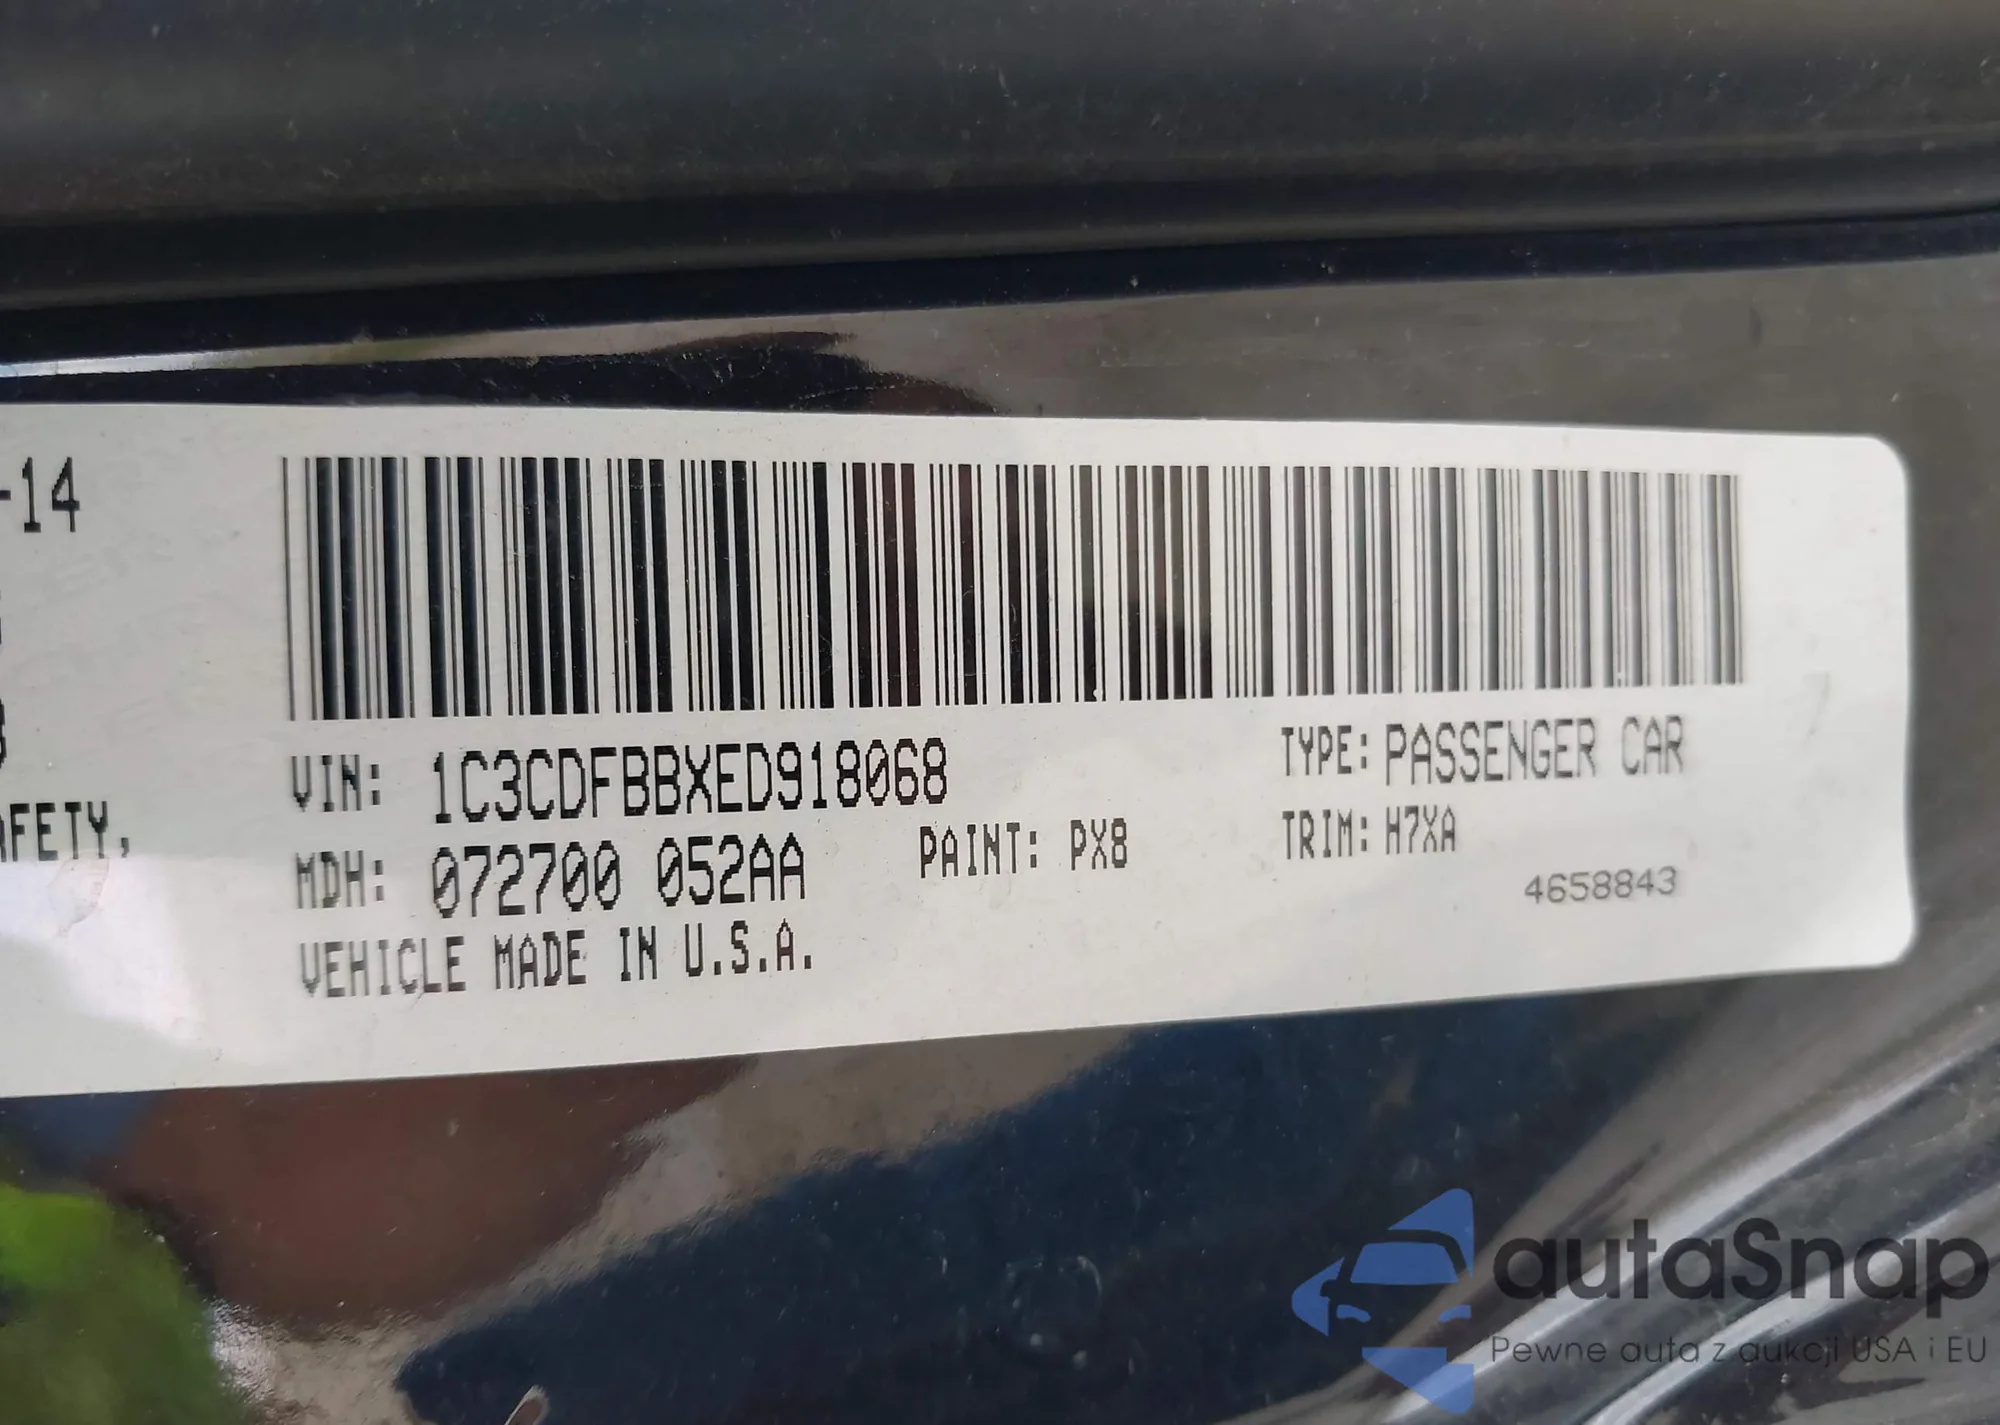 -14
AFETY,
VIN: 1C3CDFBBXED918068
TYPE: PASSENGER CAR
MDH: 072700 052AA
PAINT: PX8
TRIM: H7XA
4658843
VEHICLE MADE IN U.S.A.
autaSnap
Pewne auta z aukcji USA i EU